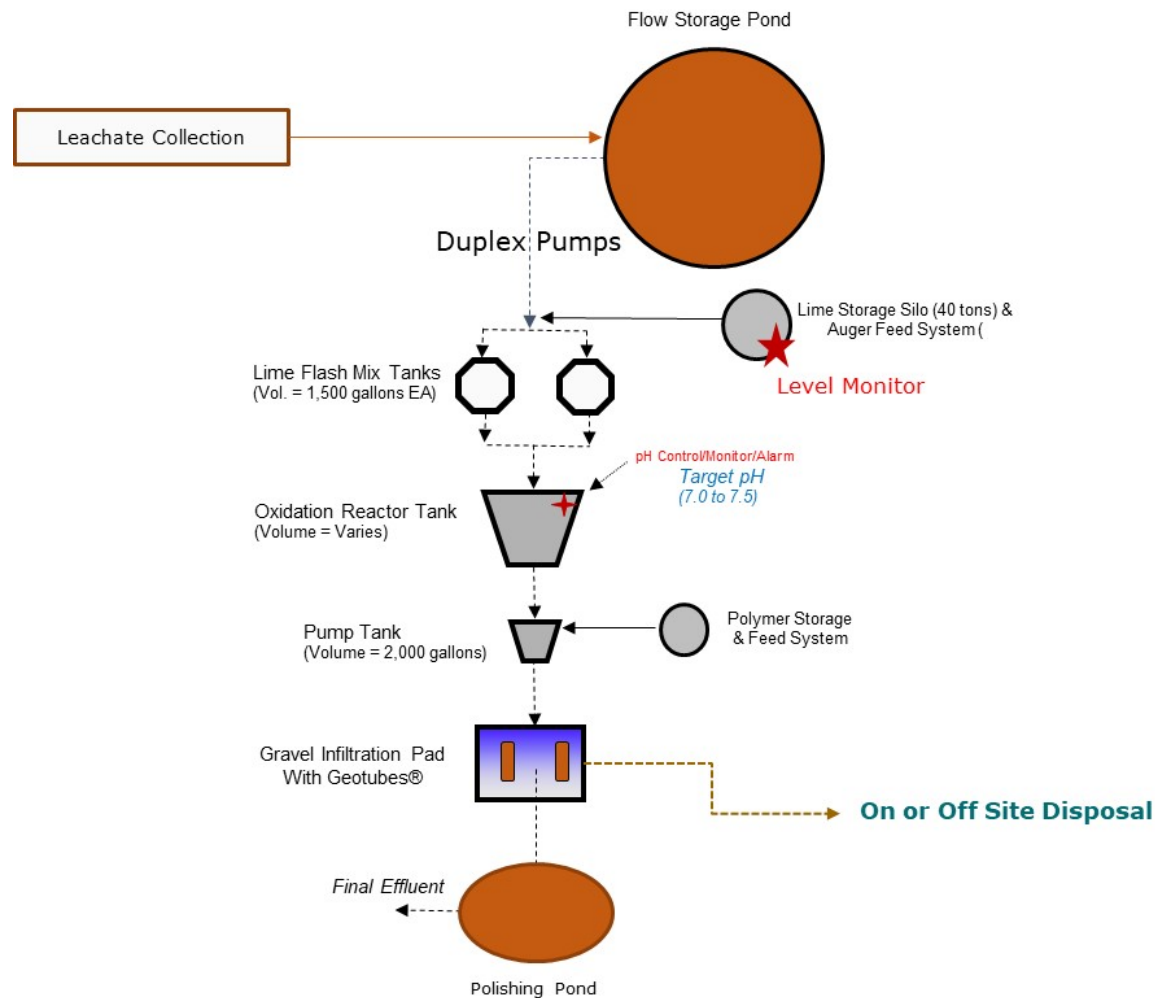 Flow Storage Pond
Leachate Collection
Duplex Pumps
Lime Storage Silo (40 tons) &
Auger Feed System (
Level Monitor
Lime Flash Mix Tanks
(Vol. = 1,500 gallons EA)
pH Control/Monitor/Alarm
Target pH
(7.0 to 7.5)
Oxidation Reactor Tank
(Volume = Varies)
Pump Tank
(Volume = 2,000 gallons)
Polymer Storage
& Feed System
Gravel Infiltration Pad
With Geotubes®
On or Off Site Disposal
Final Effluent
Polishing Pond